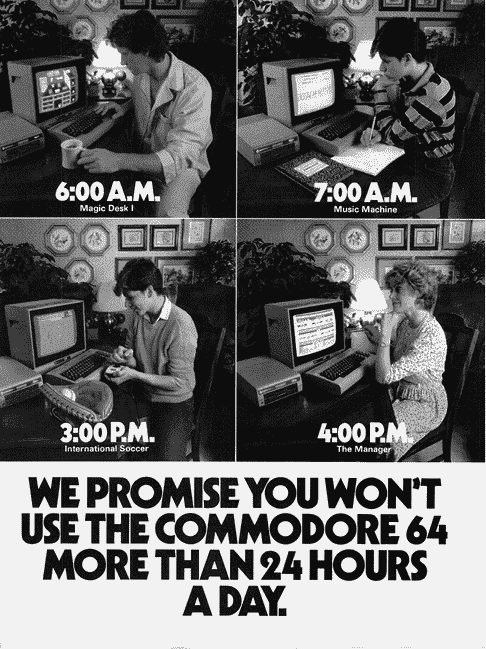 6:00 A.M.
Magic Desk I
7:00 A.M.
Music Machine
3:00 P.M.
International Soccer
4:00 P.M.
The Manager
WE PROMISE YOU WON'T
USE THE COMMODORE 64
MORE THAN 24 HOURS
A DAY.